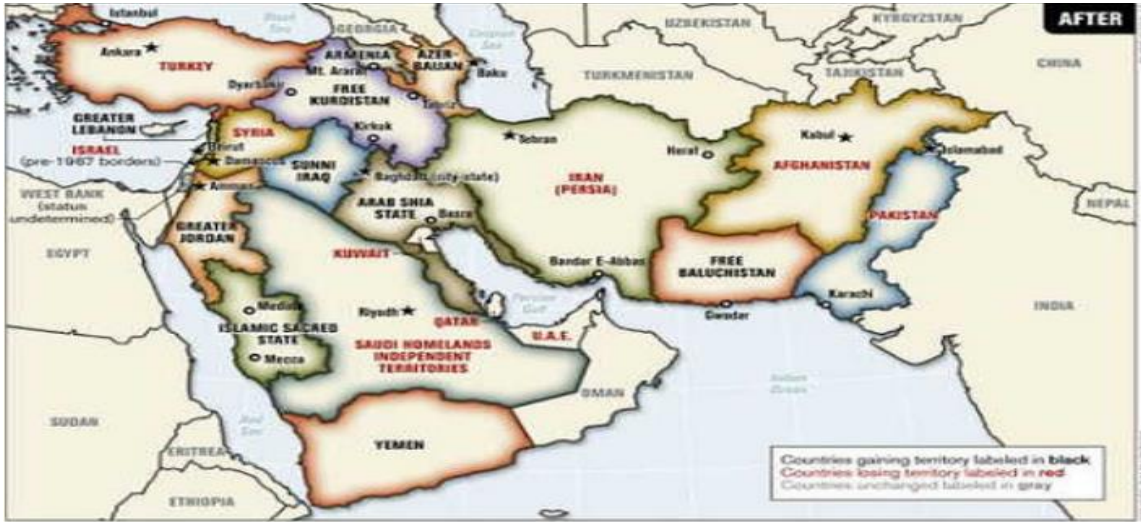 AFTER
Istanbul
Black
Sea
GEORGIA
Caspian
Sea
UZBEKISTAN
KYRGYZSTAN
Ankara
TURKEY
ARMENIA
Mt. Ararat
AZER-
BAIJAN
Baku
TURKMENISTAN
TAJIKISTAN
CHINA
Dyarbakir
FREE
KURDISTAN
Tabriz
GREATER
LEBANON
SYRIA
Kirkuk
Tehran
Herat
Kabul
Islamabad
ISRAEL
(pre-1967 borders)
Beirut
Damascus
SUNNI
IRAQ
Baghdad (city-state)
IRAN
(PERSIA)
AFGHANISTAN
WEST BANK
(status
undetermined)
Amman
ARAB SHIA
STATE
Basra
PAKISTAN
NEPAL
EGYPT
GREATER
JORDAN
KUWAIT
Bandar E-Abbas
FREE
BALUCHISTAN
Karachi
INDIA
Medina
Riyadh
Persian
Gulf
Gwadar
ISLAMIC SACRED
STATE
QATAR
U.A.E.
Mecca
SAUDI HOMELANDS
INDEPENDENT
TERRITORIES
OMAN
Indian
Ocean
SUDAN
Red
Sea
YEMEN
ERITREA
ETHIOPIA
Countries gaining territory labeled in black
Countries losing territory labeled in red
Countries unchanged labeled in gray